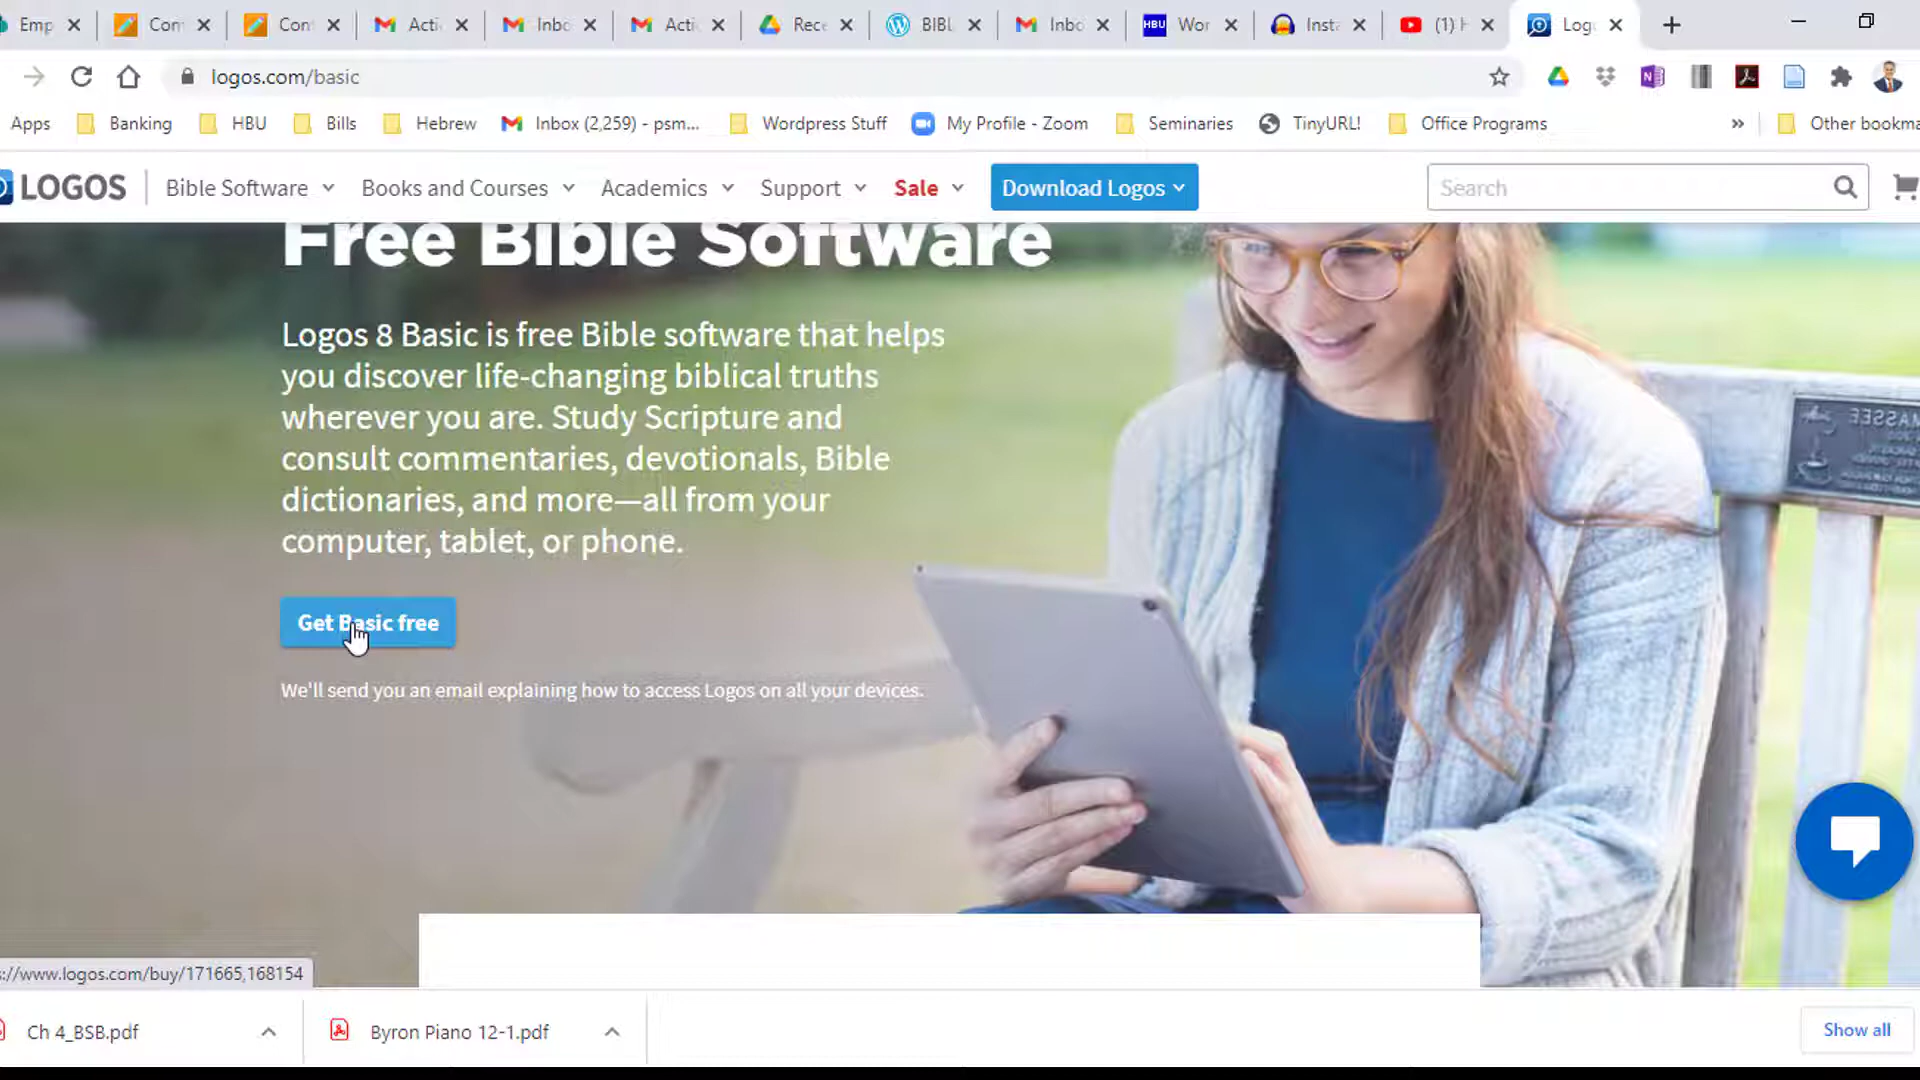 Emp Con Con Acti Inbo Acti Rece BIBL Inbo HBU Wor Insta (1) H Logo
logos.com/basic
Apps Banking HBU Bills Hebrew Inbox (2,259) - psm... Wordpress Stuff My Profile - Zoom Seminaries TinyURL! Office Programs » Other bookma
LOGOS Bible Software Books and Courses Academics Support Sale Download Logos Search
Free Bible Software
Logos 8 Basic is free Bible software that helps
you discover life-changing biblical truths
wherever you are. Study Scripture and
consult commentaries, devotionals, Bible
dictionaries, and more—all from your
computer, tablet, or phone.
Get Basic free
We'll send you an email explaining how to access Logos on all your devices.
s://www.logos.com/buy/171665,168154
Ch 4_BSB.pdf Byron Piano 12-1.pdf Show all